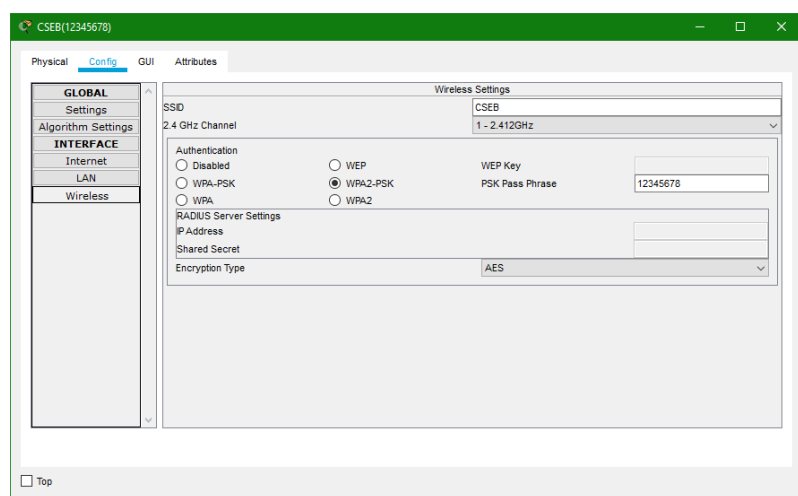 CSEB(12345678)
Physical Config GUI Attributes
GLOBAL
Settings
Algorithm Settings
INTERFACE
Internet
LAN
Wireless
Wireless Settings
SSID CSEB
2.4 GHz Channel 1 - 2.412GHz
Authentication
Disabled WEP WEP Key
WPA-PSK WPA2-PSK PSK Pass Phrase 12345678
WPA WPA2
RADIUS Server Settings
IP Address
Shared Secret
Encryption Type AES
Top